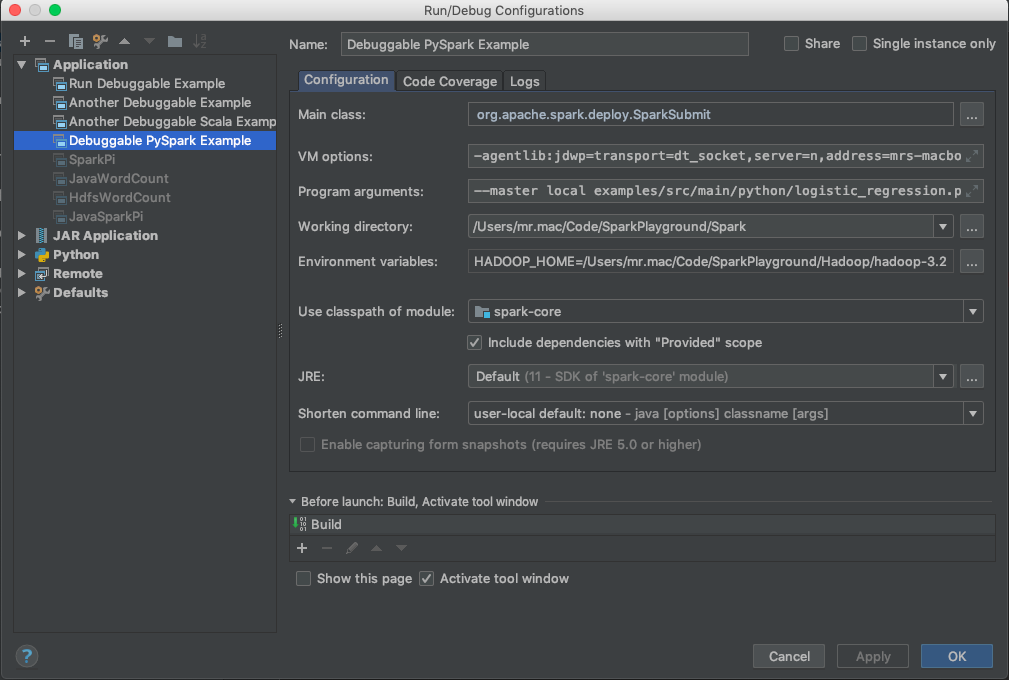 Run/Debug Configurations
Name: Debuggable PySpark Example Share Single instance only
Application
Run Debuggable Example
Another Debuggable Example
Another Debuggable Scala Examp
Debuggable PySpark Example
SparkPi
JavaWordCount
HdfsWordCount
JavaSparkPi
JAR Application
Python
Remote
Defaults
Configuration Code Coverage Logs
Main class: org.apache.spark.deploy.SparkSubmit ...
VM options: -agentlib:jdwp=transport=dt_socket,server=n,address=mrs-macbo
Program arguments: --master local examples/src/main/python/logistic_regression.p
Working directory: /Users/mr.mac/Code/SparkPlayground/Spark ...
Environment variables: HADOOP_HOME=/Users/mr.mac/Code/SparkPlayground/Hadoop/hadoop-3.2 ...
Use classpath of module: spark-core
Include dependencies with "Provided" scope
JRE: Default (11 - SDK of 'spark-core' module) ...
Shorten command line: user-local default: none - java [options] classname [args]
Enable capturing form snapshots (requires JRE 5.0 or higher)
Before launch: Build, Activate tool window
Build
Show this page Activate tool window
? Cancel Apply OK